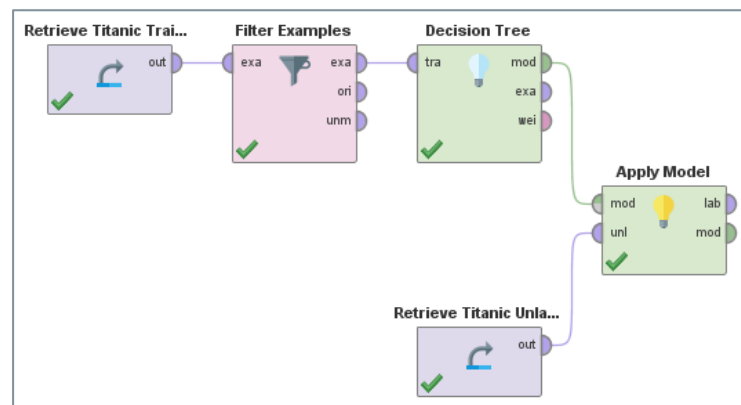 Retrieve Titanic Trai...
out
Filter Examples
exa exa
ori
unm
Decision Tree
tra mod
exa
wei
Apply Model
mod lab
unl mod
Retrieve Titanic Unla...
out